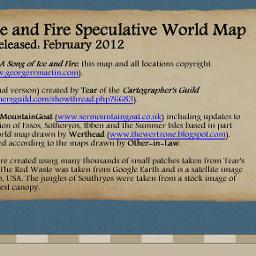 e and Fire Speculative World Map
eleased, February 2012
A Song of Ice and Fire, this map and all locations copyright
w.georgerrmartin.com).
ual version) created by Tear of the Cartographer's Guild
hersguild.com/showthread.php?6683).
MountainGoat (www.sermountaingoat.co.uk) including updates to
ion of Essos, Sothoryos, Ibben and the Summer Isles based in part
orld map drawn by Werthead (www.thewertzone.blogspot.com).
ed according to the maps drawn by Other-in-Law.
re created using many thousands of small patches taken from Tear's
The Red Waste was taken from Google Earth and is a satellite image
o, USA. The jungles of Southryos were taken from a stock image of
est canopy.